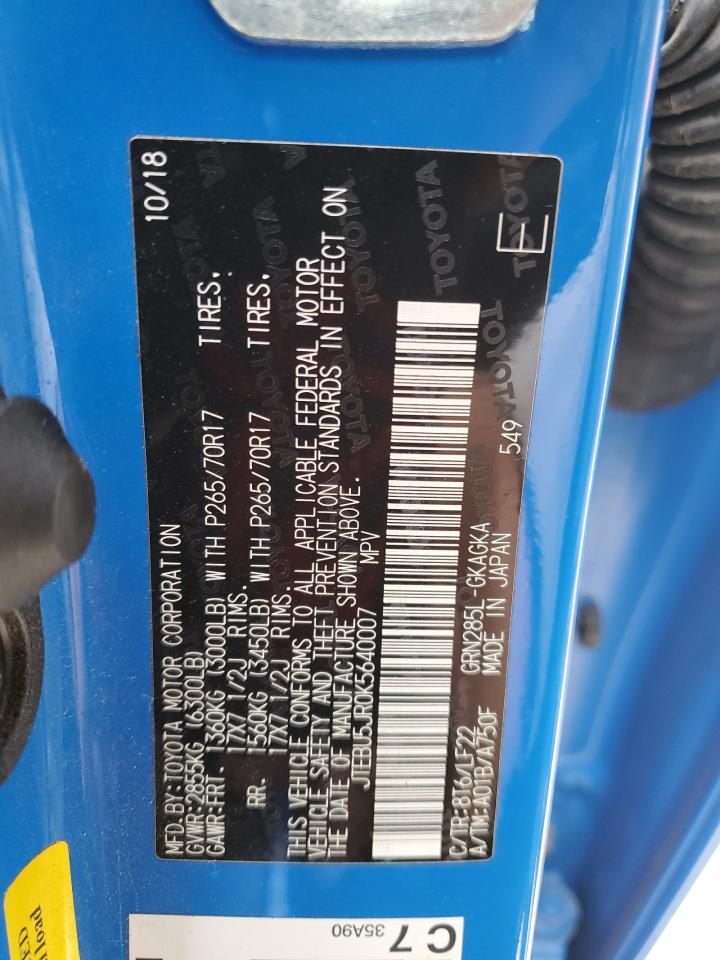 MFD. BY: TOYOTA MOTOR CORPORATION 10/18
GVWR: 2855KG (6300LB)
GAWR: FRT. 1360KG (3000LB) WITH P265/70R17 TIRES,
17X7 1/2J RIMS.
RR. 1560KG (3450LB) WITH P265/70R17 TIRES,
17X7 1/2J RIMS.
THIS VEHICLE CONFORMS TO ALL APPLICABLE FEDERAL MOTOR
VEHICLE SAFETY AND THEFT PREVENTION STANDARDS IN EFFECT ON
THE DATE OF MANUFACTURE SHOWN ABOVE.
JTEBU5JR0K5640007 MPV
C/TR: 8T6/LF22 GRN285L-GKAGKA
A/TM: A01B/A750F MADE IN JAPAN 549
E
TOYOTA
C 7
35A90
load